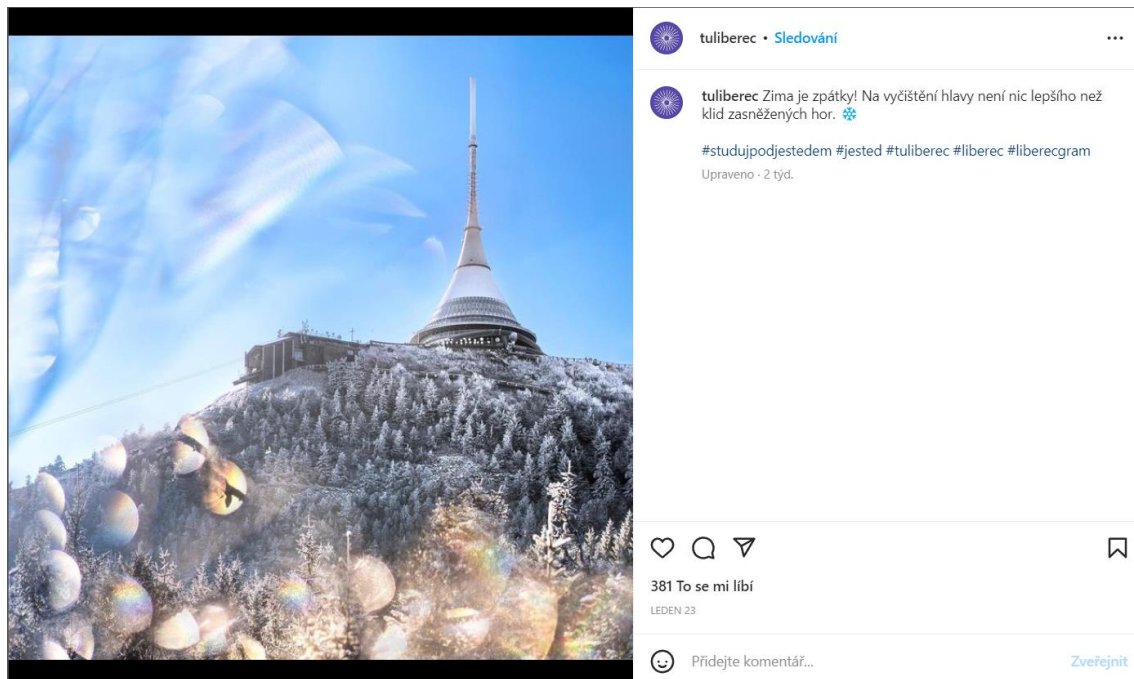 tuliberec • Sledování
tuliberec Zima je zpátky! Na vyčištění hlavy není nic lepšího než
klid zasněžených hor. ❄
#studujpodjestedem #jested #tuliberec #liberec #liberecgram
Upraveno · 2 týd.
381 To se mi líbí
LEDEN 23
Přidejte komentář...
Zveřejnit